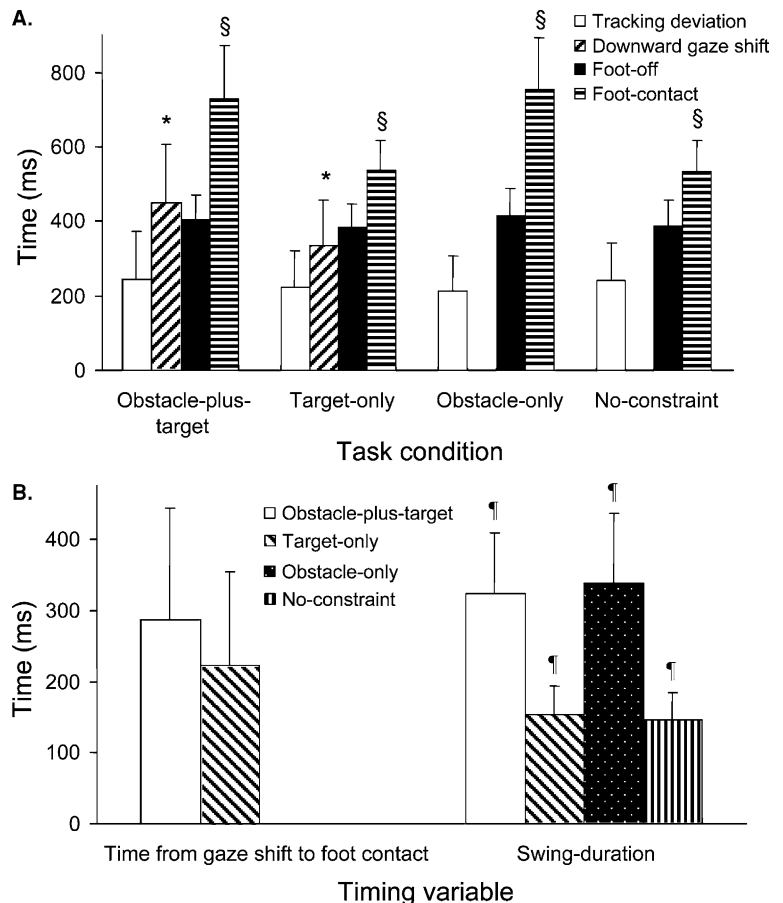 A.
§
§
§
§
*
*
Tracking deviation
Downward gaze shift
Foot-off
Foot-contact
Time (ms)
800
600
400
200
0
Obstacle-plus-
target
Target-only
Obstacle-only
No-constraint
Task condition
B.
¶
¶
¶
¶
Obstacle-plus-target
Target-only
Obstacle-only
No-constraint
Time (ms)
400
300
200
100
0
Time from gaze shift to foot contact
Swing-duration
Timing variable